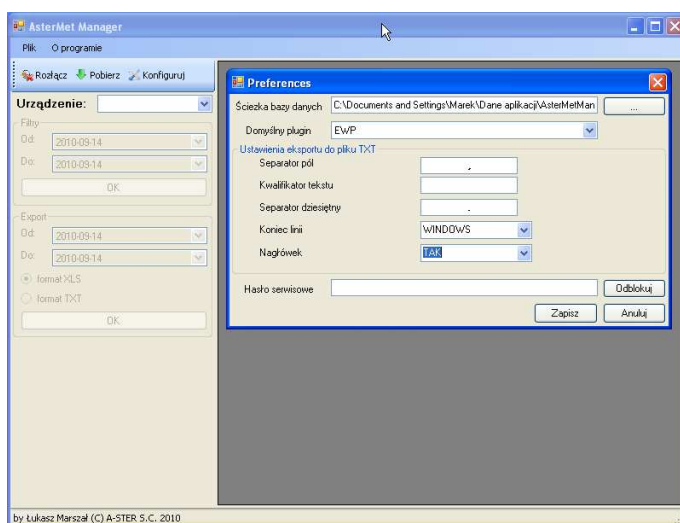 AsterMet Manager
Plik O programie
Rozłącz Pobierz Konfiguruj
Urządzenie:
Filtry
Od: 2010-09-14
Do: 2010-09-14
OK
Export
Od: 2010-09-14
Do: 2010-09-14
format XLS
format TXT
OK
Preferences
Ściezka bazy danych C:\Documents and Settings\Marek\Dane aplikacji\AsterMetMan ...
Domyślny plugin EWP
Ustawienia eksportu do pliku TXT
Separator pól ,
Kwalifikator tekstu
Separator dziesiętny .
Koniec linii WINDOWS
Nagłówek TAK
Hasło serwisowe Odblokuj
Zapisz Anuluj
by Łukasz Marszał (C) A-STER S.C. 2010